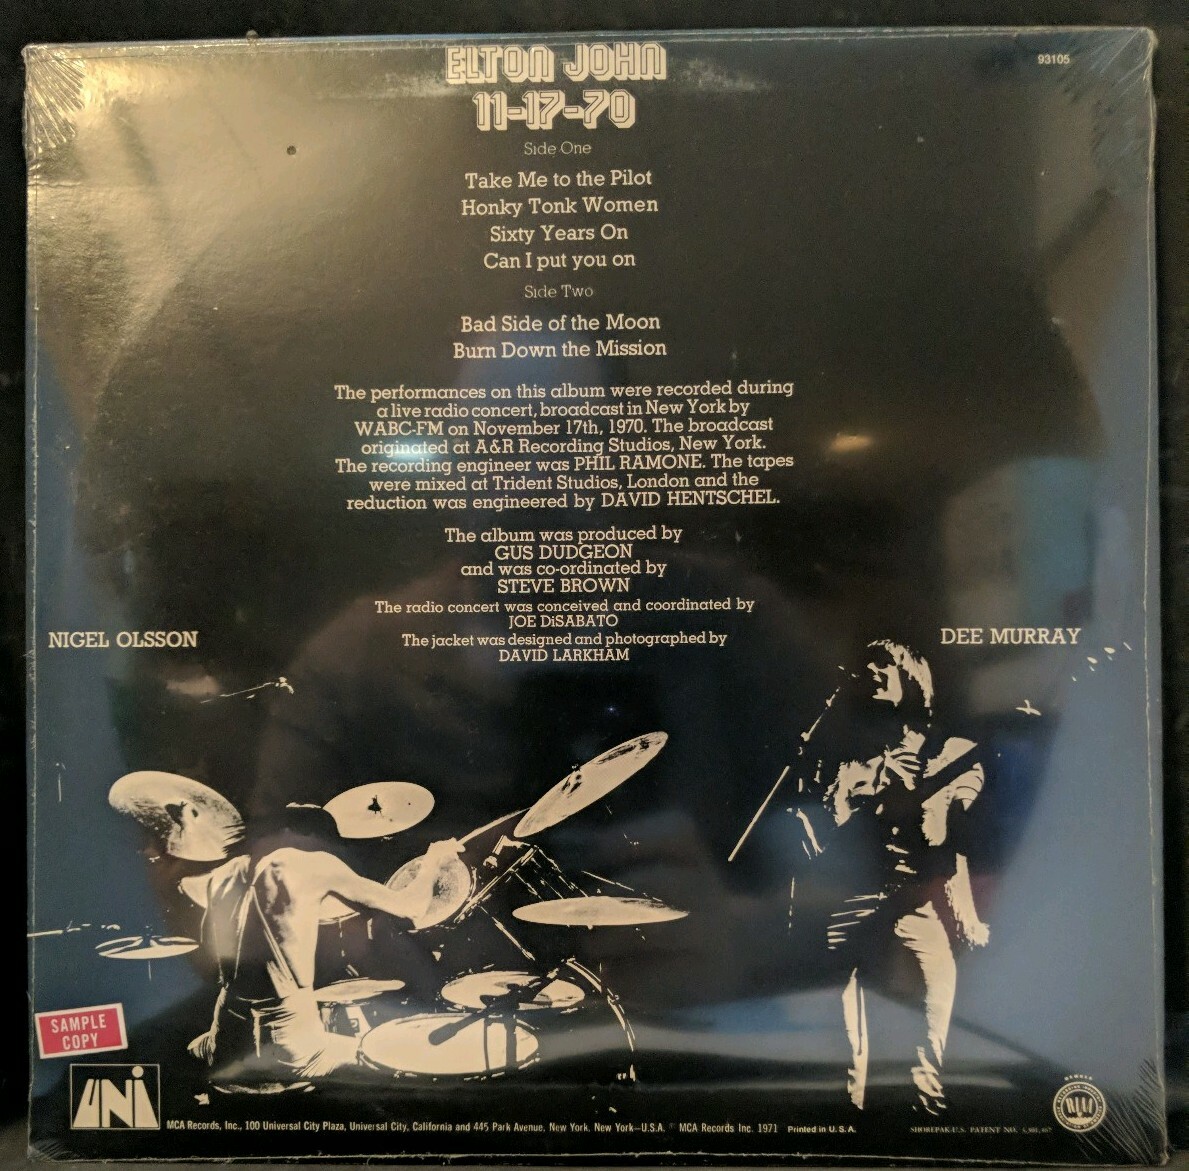 ELTON JOHN
93105
11-17-70
Side One
Take Me to the Pilot
Honky Tonk Women
Sixty Years On
Can I put you on
Side Two
Bad Side of the Moon
Burn Down the Mission
The performances on this album were recorded during
a live radio concert, broadcast in New York by
WABC-FM on November 17th, 1970. The broadcast
originated at A&R Recording Studios, New York.
The recording engineer was PHIL RAMONE. The tapes
were mixed at Trident Studios, London and the
reduction was engineered by DAVID HENTSCHEL.
The album was produced by
GUS DUDGEON
and was co-ordinated by
STEVE BROWN
The radio concert was conceived and coordinated by
JOE DiSABATO
The jacket was designed and photographed by
DAVID LARKHAM
NIGEL OLSSON
DEE MURRAY
SAMPLE
COPY
UNI
MCA Records, Inc., 100 Universal City Plaza, Universal City, California and 445 Park Avenue, New York, New York—U.S.A. MCA Records Inc. 1971 Printed in U.S.A.
SHOREPAK-U.S. PATENT NO.
RIAA